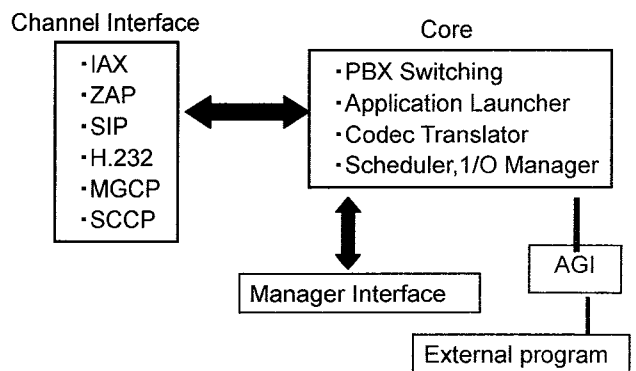 Channel Interface
・IAX
・ZAP
・SIP
・H.232
・MGCP
・SCCP
Core
・PBX Switching
・Application Launcher
・Codec Translator
・Scheduler,1/O Manager
Manager Interface
AGI
External program